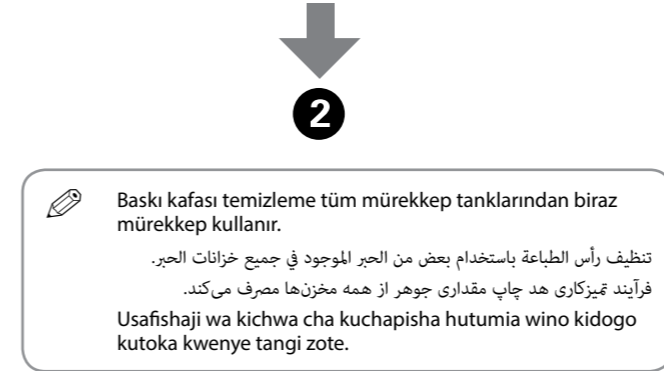 2
Baskı kafası temizleme tüm mürekkep tanklarından biraz
mürekkep kullanır.
تنظيف رأس الطباعة باستخدام بعض من الحبر الموجود في جميع خزانات الحبر.
فرآیند تمیزکاری هد چاپ مقداری جوهر از همه مخزن‌ها مصرف می‌کند.
Usafishaji wa kichwa cha kuchapisha hutumia wino kidogo
kutoka kwenye tangi zote.